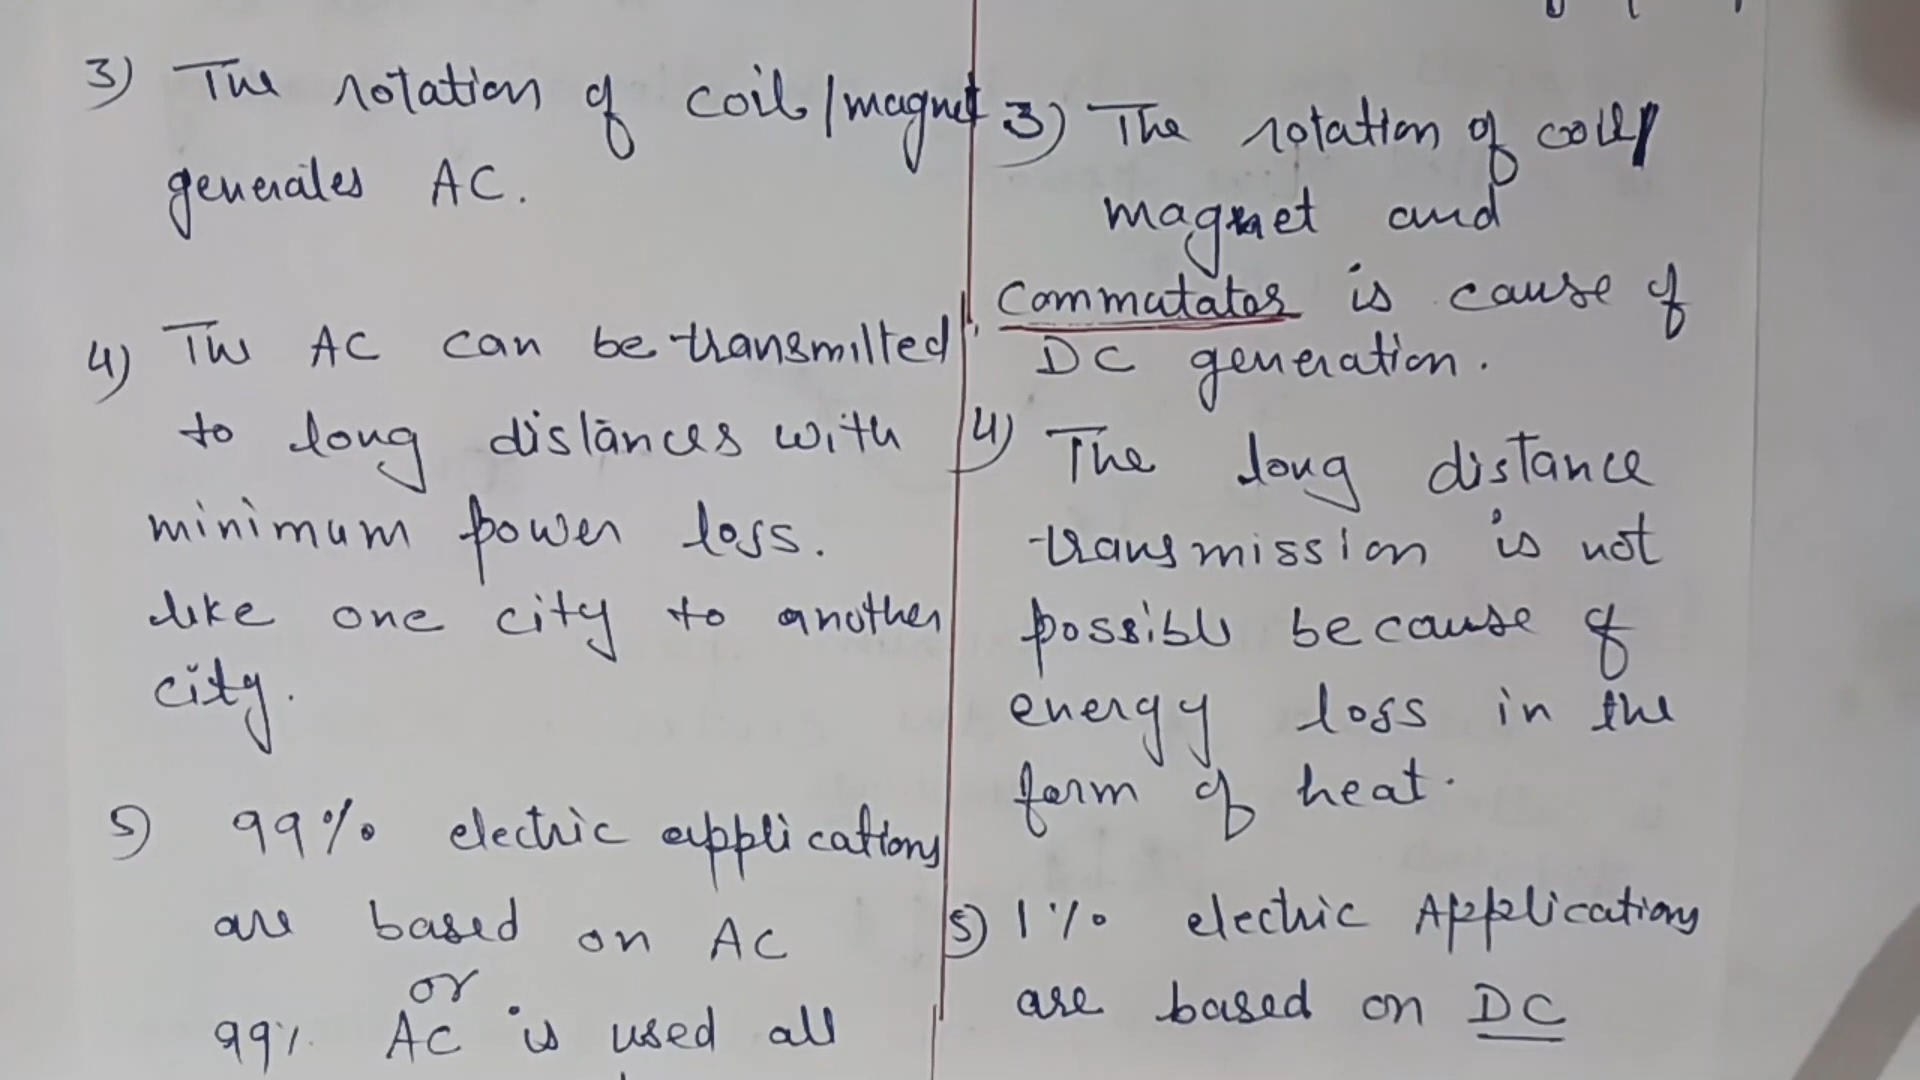 3) The rotation of coil/magnet
generates AC.
4) The AC can be transmitted
to long distances with
minimum power loss.
like one city to another
city.
5) 99% electric applications
are based on AC
or
99% AC is used all
3) The rotation of coil/
magnet and
Commutator is cause of
DC generation.
4) The long distance
transmission is not
possible because of
energy loss in the
form of heat.
5) 1% electric Applications
are based on DC